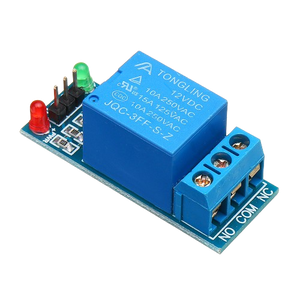 TONGLING
12VDC
10A 250VAC
15A 125VAC
10A 250VAC
JQC-3FF-S-Z
NO COM NC